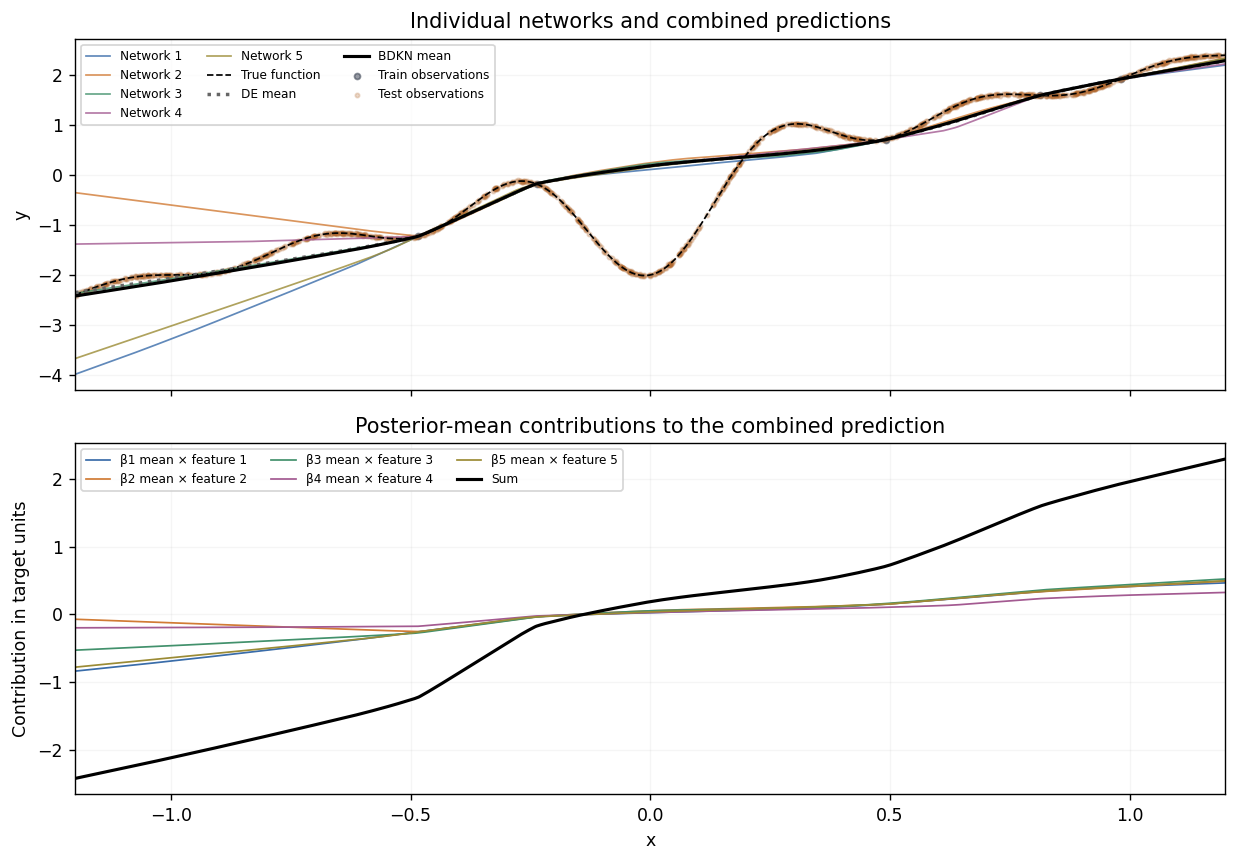 Individual networks and combined predictions
Network 1
Network 2
Network 3
Network 4
Network 5
True function
DE mean
BDKN mean
Train observations
Test observations
2
1
0
−1
−2
−3
−4
y
Posterior-mean contributions to the combined prediction
β1 mean × feature 1
β2 mean × feature 2
β3 mean × feature 3
β4 mean × feature 4
β5 mean × feature 5
Sum
2
1
0
−1
−2
Contribution in target units
−1.0
−0.5
0.0
0.5
1.0
x